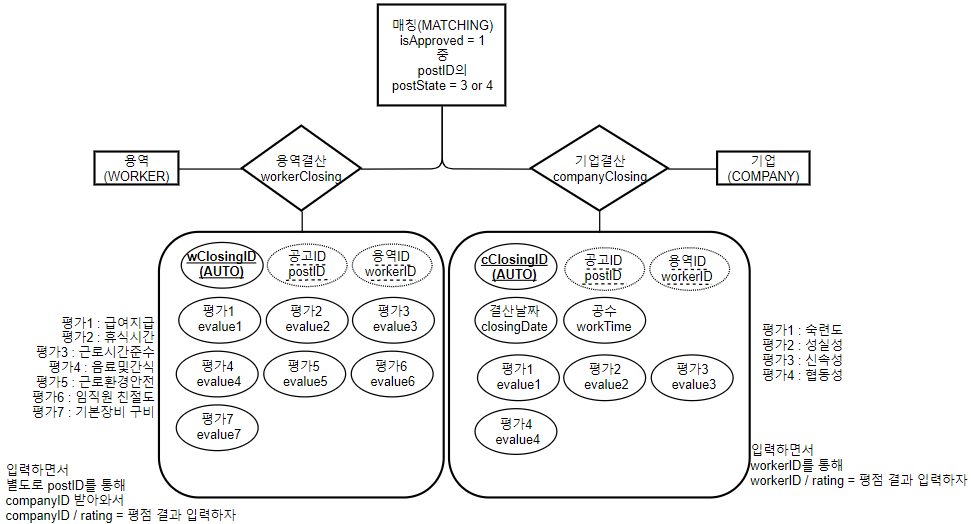 매칭(MATCHING)
isApproved = 1
중
postID의
postState = 3 or 4
용역
(WORKER)
용역결산
workerClosing
기업결산
companyClosing
기업
(COMPANY)
wClosingID
(AUTO)
공고ID
postID
용역ID
workerID
평가1
evalue1
평가2
evalue2
평가3
evalue3
평가4
evalue4
평가5
evalue5
평가6
evalue6
평가7
evalue7
cClosingID
(AUTO)
공고ID
postID
용역ID
workerID
결산날짜
closingDate
공수
workTime
평가1
evalue1
평가2
evalue2
평가3
evalue3
평가4
evalue4
평가1 : 급여지급
평가2 : 휴식시간
평가3 : 근로시간준수
평가4 : 음료및간식
평가5 : 근로환경안전
평가6 : 임직원 친절도
평가7 : 기본장비 구비
평가1 : 숙련도
평가2 : 성실성
평가3 : 신속성
평가4 : 협동성
입력하면서
별도로 postID를 통해
companyID 받아와서
companyID / rating = 평점 결과 입력하자
입력하면서
workerID를 통해
workerID / rating = 평점 결과 입력하자